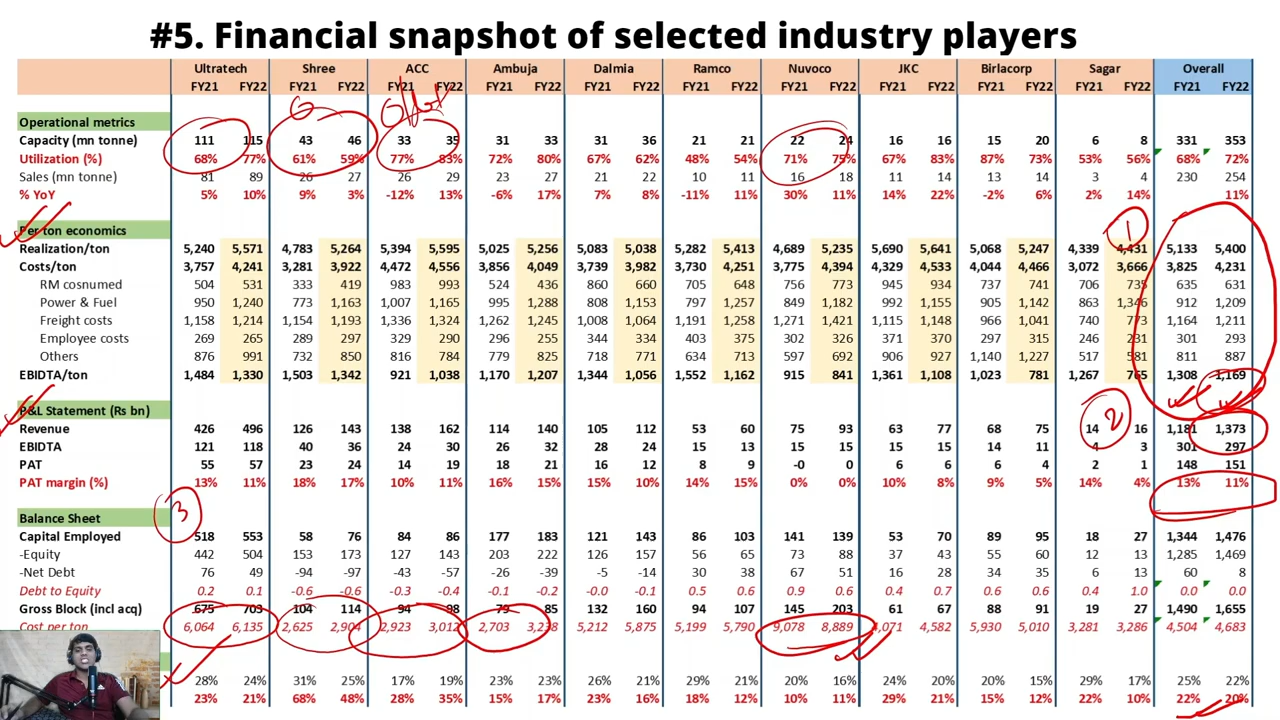 #5. Financial snapshot of selected industry players
Ultratech Shree ACC Ambuja Dalmia Ramco Nuvoco JKC Birlacorp Sagar Overall
FY21 FY22 FY21 FY22 FY21 FY22 FY21 FY22 FY21 FY22 FY21 FY22 FY21 FY22 FY21 FY22 FY21 FY22 FY21 FY22 FY21 FY22
Operational metrics
Capacity (mn tonne) 111 115 43 46 33 35 31 33 31 36 21 21 22 24 16 16 15 20 6 8 331 353
Utilization (%) 68% 77% 61% 59% 77% 83% 72% 80% 67% 62% 48% 54% 71% 75% 67% 83% 87% 73% 53% 56% 68% 72%
Sales (mn tonne) 81 89 26 27 26 29 23 27 21 22 10 11 16 18 11 14 13 14 3 4 230 254
% YoY 5% 10% 9% 3% -12% 13% -6% 17% 7% 8% -11% 11% 30% 11% 14% 22% -2% 6% 2% 14% 11%
Per ton economics
1
Realization/ton 5,240 5,571 4,783 5,264 5,394 5,595 5,025 5,256 5,083 5,038 5,282 5,413 4,689 5,235 5,690 5,641 5,068 5,247 4,339 4,431 5,133 5,400
Costs/ton 3,757 4,241 3,281 3,922 4,472 4,556 3,856 4,049 3,739 3,982 3,730 4,251 3,775 4,394 4,329 4,533 4,044 4,466 3,072 3,666 3,825 4,231
RM cosnumed 504 531 333 419 983 993 524 436 860 660 705 648 756 773 945 934 737 741 706 735 635 631
Power & Fuel 950 1,240 773 1,163 1,007 1,165 995 1,288 808 1,153 797 1,257 849 1,182 992 1,155 905 1,142 863 1,346 912 1,209
Freight costs 1,158 1,214 1,154 1,193 1,336 1,324 1,262 1,245 1,008 1,064 1,191 1,258 1,271 1,421 1,115 1,148 966 1,041 740 773 1,164 1,211
Employee costs 269 265 289 297 329 290 296 255 344 334 403 375 302 326 371 370 297 315 246 231 301 293
Others 876 991 732 850 816 784 779 825 718 771 634 713 597 692 906 927 1,140 1,227 517 581 811 887
EBIDTA/ton 1,484 1,330 1,503 1,342 921 1,038 1,170 1,207 1,344 1,056 1,552 1,162 915 841 1,361 1,108 1,023 781 1,267 765 1,308 1,169
P&L Statement (Rs bn)
2
Revenue 426 496 126 143 138 162 114 140 105 112 53 60 75 93 63 77 68 75 14 16 1,181 1,373
EBIDTA 121 118 40 36 24 30 26 32 28 24 15 13 15 15 15 15 14 11 4 3 301 297
PAT 55 57 23 24 14 19 18 21 16 12 8 9 -0 0 6 6 6 4 2 1 148 151
PAT margin (%) 13% 11% 18% 17% 10% 11% 16% 15% 15% 10% 14% 15% 0% 0% 10% 8% 9% 5% 14% 4% 13% 11%
3
Balance Sheet
Capital Employed 518 553 58 76 84 86 177 183 121 143 86 103 141 139 53 70 89 95 18 27 1,344 1,476
-Equity 442 504 153 173 127 143 203 222 126 157 56 65 73 88 37 43 55 60 12 13 1,285 1,469
-Net Debt 76 49 -94 -97 -43 -57 -26 -39 -5 -14 30 38 67 51 16 28 34 35 6 13 60 8
Debt to Equity 0.2 0.1 -0.6 -0.6 -0.3 -0.4 -0.1 -0.2 -0.0 -0.1 0.5 0.6 0.9 0.6 0.4 0.7 0.6 0.6 0.4 1.0 0.0 0.0
Gross Block (incl acq) 675 703 104 114 94 98 79 85 132 160 94 107 145 203 61 67 88 91 19 27 1,490 1,655
Cost per ton 6,064 6,135 2,625 2,904 2,923 3,012 2,703 3,238 5,212 5,875 5,199 5,790 9,078 8,889 4,071 4,582 5,930 5,010 3,281 3,286 4,504 4,683
28% 24% 31% 25% 17% 19% 23% 23% 26% 21% 29% 21% 20% 16% 24% 20% 20% 15% 29% 17% 25% 22%
23% 21% 68% 48% 28% 35% 15% 17% 23% 16% 18% 12% 10% 11% 29% 21% 15% 12% 22% 10% 22% 20%